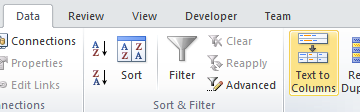 Data Review View Developer Team
Connections
Properties
Edit Links
A
Z
Z
A
A Z
Z A
Sort
Filter
Clear
Reapply
Advanced
Sort & Filter
Text to
Columns